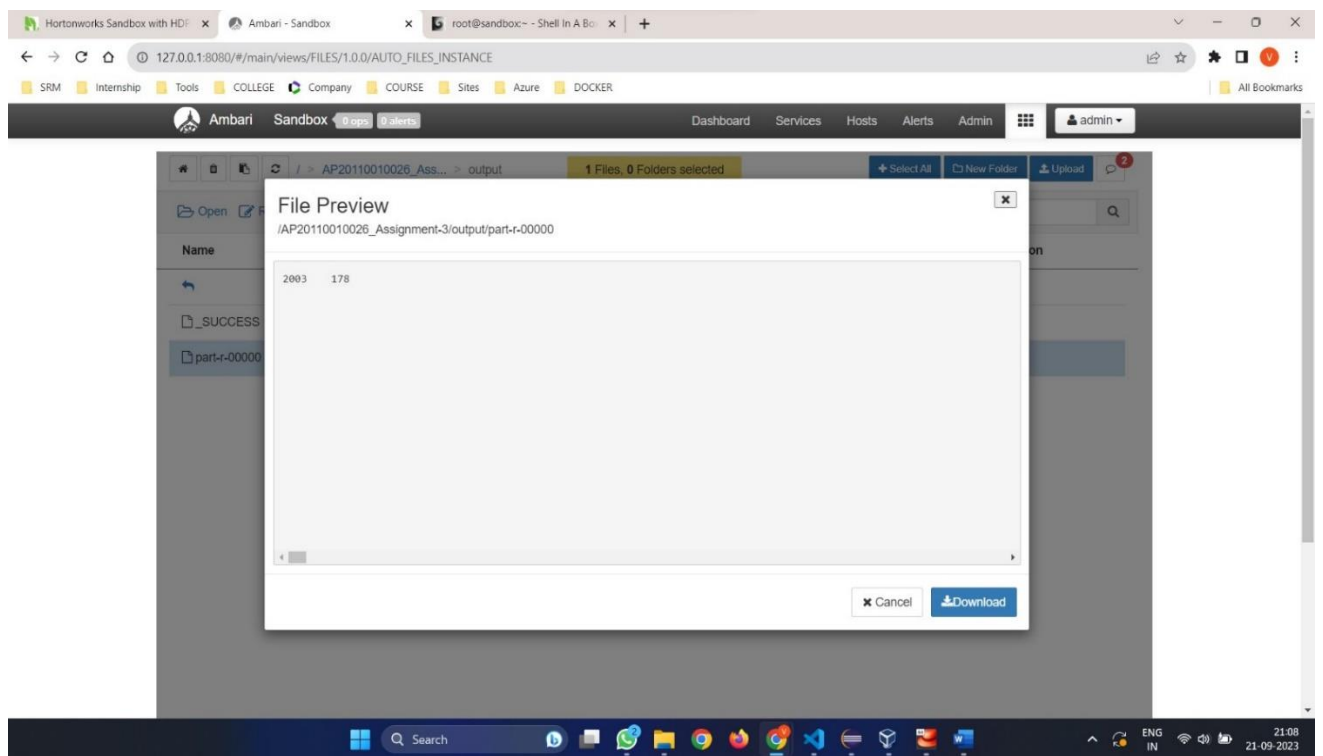 Hortonworks Sandbox with HDP
Ambari - Sandbox
root@sandbox:~ - Shell In A Bo
127.0.0.1:8080/#/main/views/FILES/1.0.0/AUTO_FILES_INSTANCE
SRM Internship Tools COLLEGE Company COURSE Sites Azure DOCKER All Bookmarks
Ambari Sandbox 0 ops 0 alerts Dashboard Services Hosts Alerts Admin admin
/ > AP20110010026_Ass... > output 1 Files, 0 Folders selected Select All New Folder Upload 2
Open
File Preview
/AP20110010026_Assignment-3/output/part-r-00000
Name
2003 178
_SUCCESS
part-r-00000
Cancel Download
Search
ENG
IN
21:08
21-09-2023